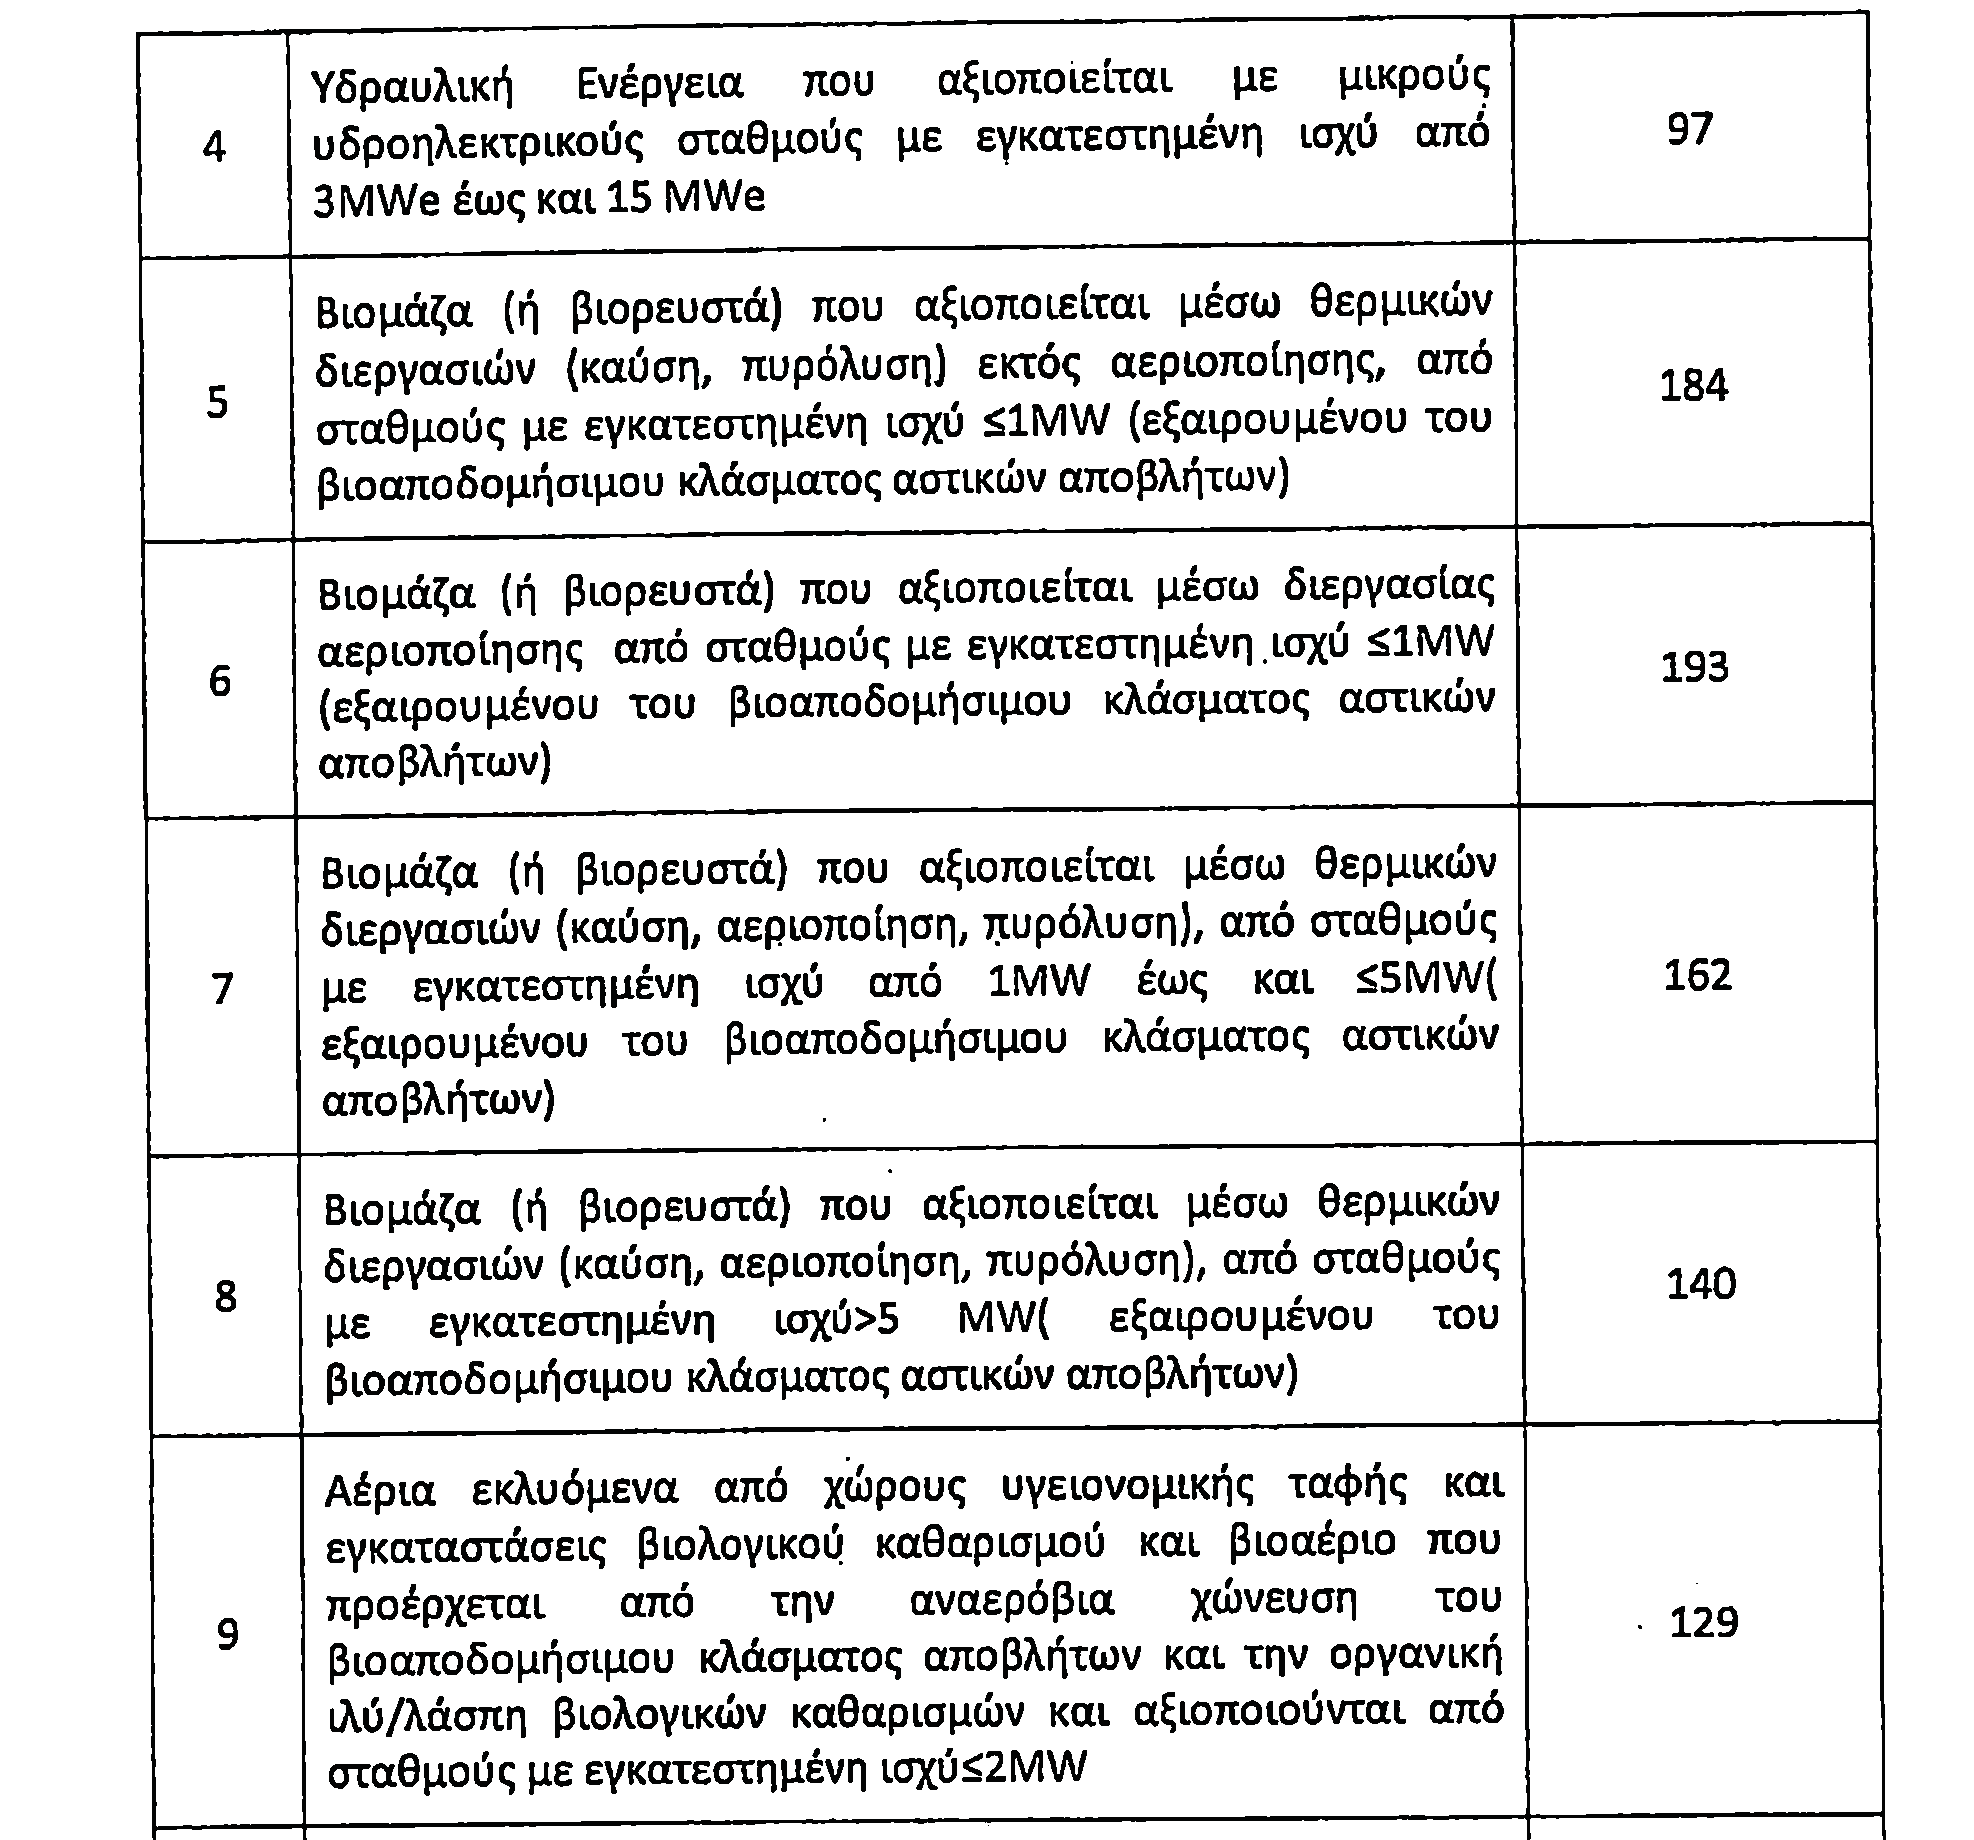 4
Υδραυλική Ενέργεια που αξιοποιείται με μικρούς
υδροηλεκτρικούς σταθμούς με εγκατεστημένη ισχύ από
3MWe έως και 15 MWe
97
5
Βιομάζα (ή βιορευστά) που αξιοποιείται μέσω θερμικών
διεργασιών (καύση, πυρόλυση) εκτός αεριοποίησης, από
σταθμούς με εγκατεστημένη ισχύ ≤1MW (εξαιρουμένου του
βιοαποδομήσιμου κλάσματος αστικών αποβλήτων)
184
6
Βιομάζα (ή βιορευστά) που αξιοποιείται μέσω διεργασίας
αεριοποίησης από σταθμούς με εγκατεστημένη ισχύ ≤1MW
(εξαιρουμένου του βιοαποδομήσιμου κλάσματος αστικών
αποβλήτων)
193
7
Βιομάζα (ή βιορευστά) που αξιοποιείται μέσω θερμικών
διεργασιών (καύση, αεριοποίηση, πυρόλυση), από σταθμούς
με εγκατεστημένη ισχύ από 1MW έως και ≤5MW(
εξαιρουμένου του βιοαποδομήσιμου κλάσματος αστικών
αποβλήτων)
162
8
Βιομάζα (ή βιορευστά) που αξιοποιείται μέσω θερμικών
διεργασιών (καύση, αεριοποίηση, πυρόλυση), από σταθμούς
με εγκατεστημένη ισχύ>5 MW( εξαιρουμένου του
βιοαποδομήσιμου κλάσματος αστικών αποβλήτων)
140
9
Αέρια εκλυόμενα από χώρους υγειονομικής ταφής και
εγκαταστάσεις βιολογικού καθαρισμού και βιοαέριο που
προέρχεται από την αναερόβια χώνευση του
βιοαποδομήσιμου κλάσματος αποβλήτων και την οργανική
ιλύ/λάσπη βιολογικών καθαρισμών και αξιοποιούνται από
σταθμούς με εγκατεστημένη ισχύ≤2MW
129